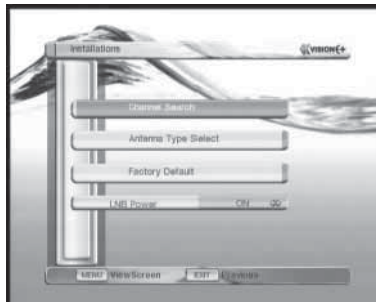 Installations VISION
Channel Search
Antenna Type Select
Factory Default
LNB Power ON
MENU ViewScreen EXIT Previous